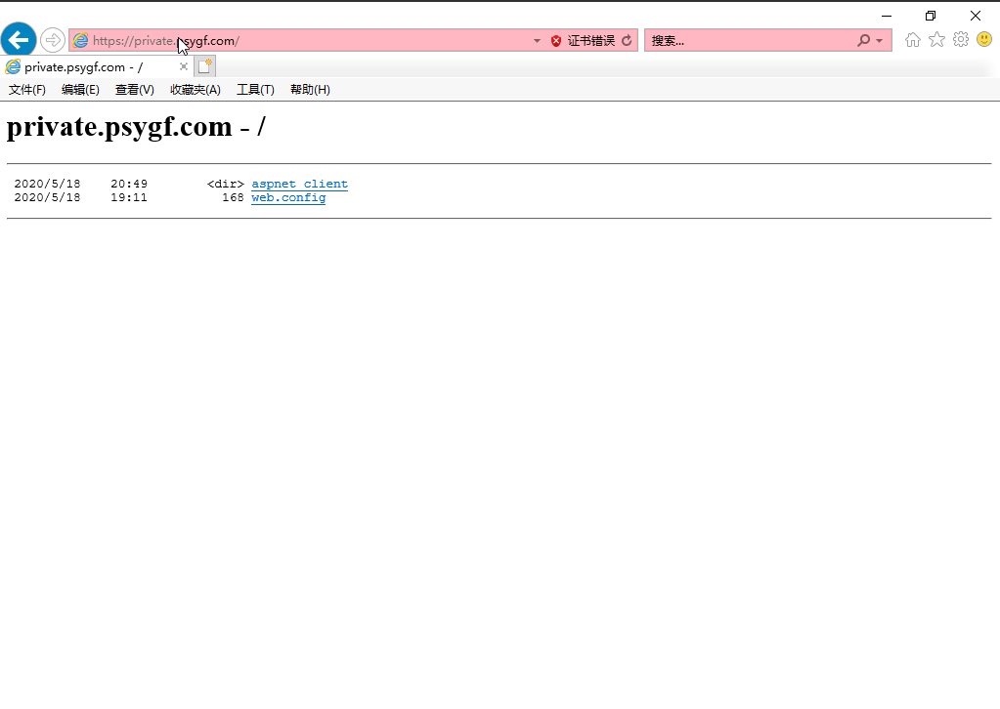 https://private.psygf.com/ 证书错误 搜索...
private.psygf.com - /
文件(F) 编辑(E) 查看(V) 收藏夹(A) 工具(T) 帮助(H)
private.psygf.com - /
2020/5/18 20:49 <dir> aspnet_client
2020/5/18 19:11 168 web.config